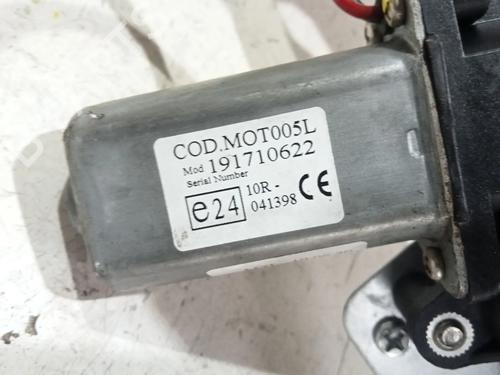 COD.MOT005L
Mod 191710622
Serial Number
e24 10R -
041398 CE